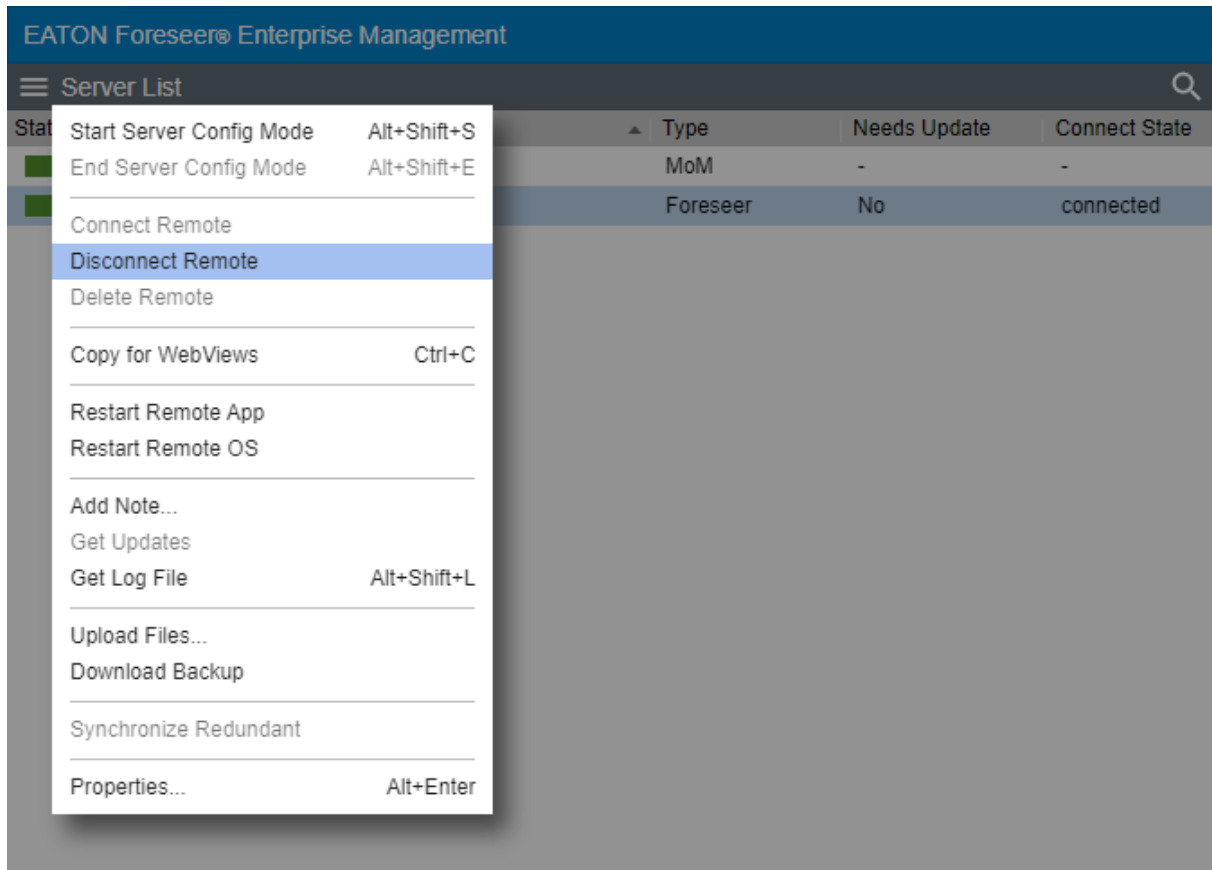 EATON Foreseer® Enterprise Management
Server List
Stat Type Needs Update Connect State
MoM - -
Foreseer No connected
Start Server Config Mode Alt+Shift+S
End Server Config Mode Alt+Shift+E
Connect Remote
Disconnect Remote
Delete Remote
Copy for WebViews Ctrl+C
Restart Remote App
Restart Remote OS
Add Note...
Get Updates
Get Log File Alt+Shift+L
Upload Files...
Download Backup
Synchronize Redundant
Properties... Alt+Enter